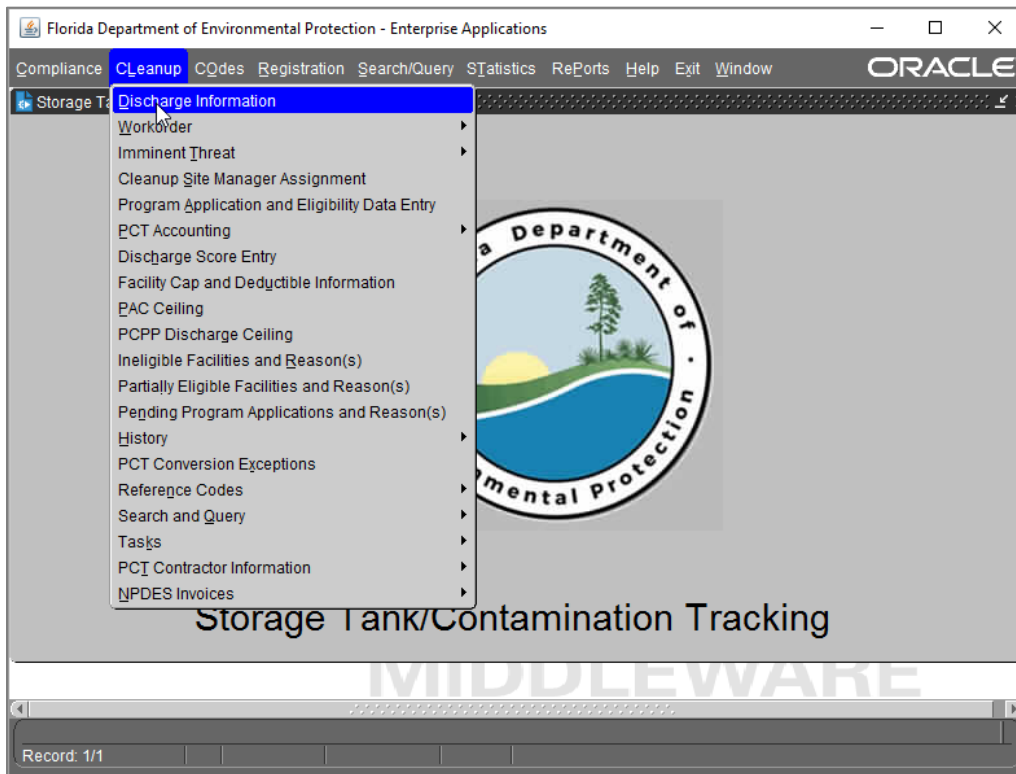 Florida Department of Environmental Protection - Enterprise Applications
Compliance CLeanup COdes Registration Search/Query STatistics RePorts Help Exit Window ORACLE
Storage Ta
Discharge Information
Workorder
Imminent Threat
Cleanup Site Manager Assignment
Program Application and Eligibility Data Entry
PCT Accounting
Discharge Score Entry
Facility Cap and Deductible Information
PAC Ceiling
PCPP Discharge Ceiling
Ineligible Facilities and Reason(s)
Partially Eligible Facilities and Reason(s)
Pending Program Applications and Reason(s)
History
PCT Conversion Exceptions
Reference Codes
Search and Query
Tasks
PCT Contractor Information
NPDES Invoices
a Department of
nmental Protection
Storage Tank/Contamination Tracking
MIDDLEWARE
Record: 1/1